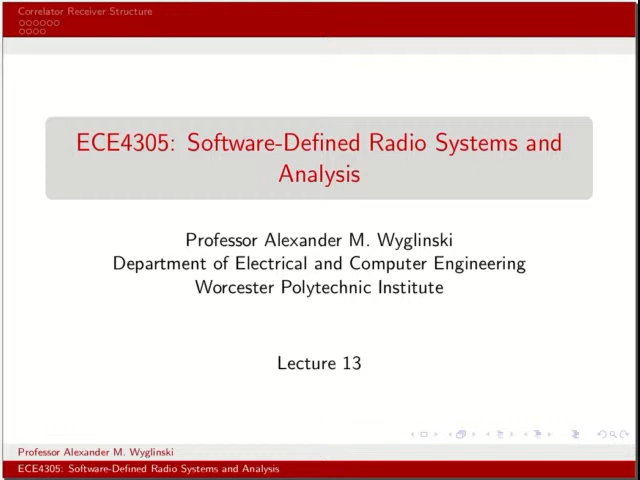 Correlator Receiver Structure
ECE4305: Software-Defined Radio Systems and
Analysis
Professor Alexander M. Wyglinski
Department of Electrical and Computer Engineering
Worcester Polytechnic Institute
Lecture 13
Professor Alexander M. Wyglinski
ECE4305: Software-Defined Radio Systems and Analysis